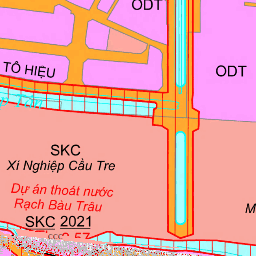 ODT
TÔ HIỆU
ODT
SKC
Xí Nghiệp Cầu Tre
Dự án thoát nước
Rạch Bàu Trâu
SKC 2021
M